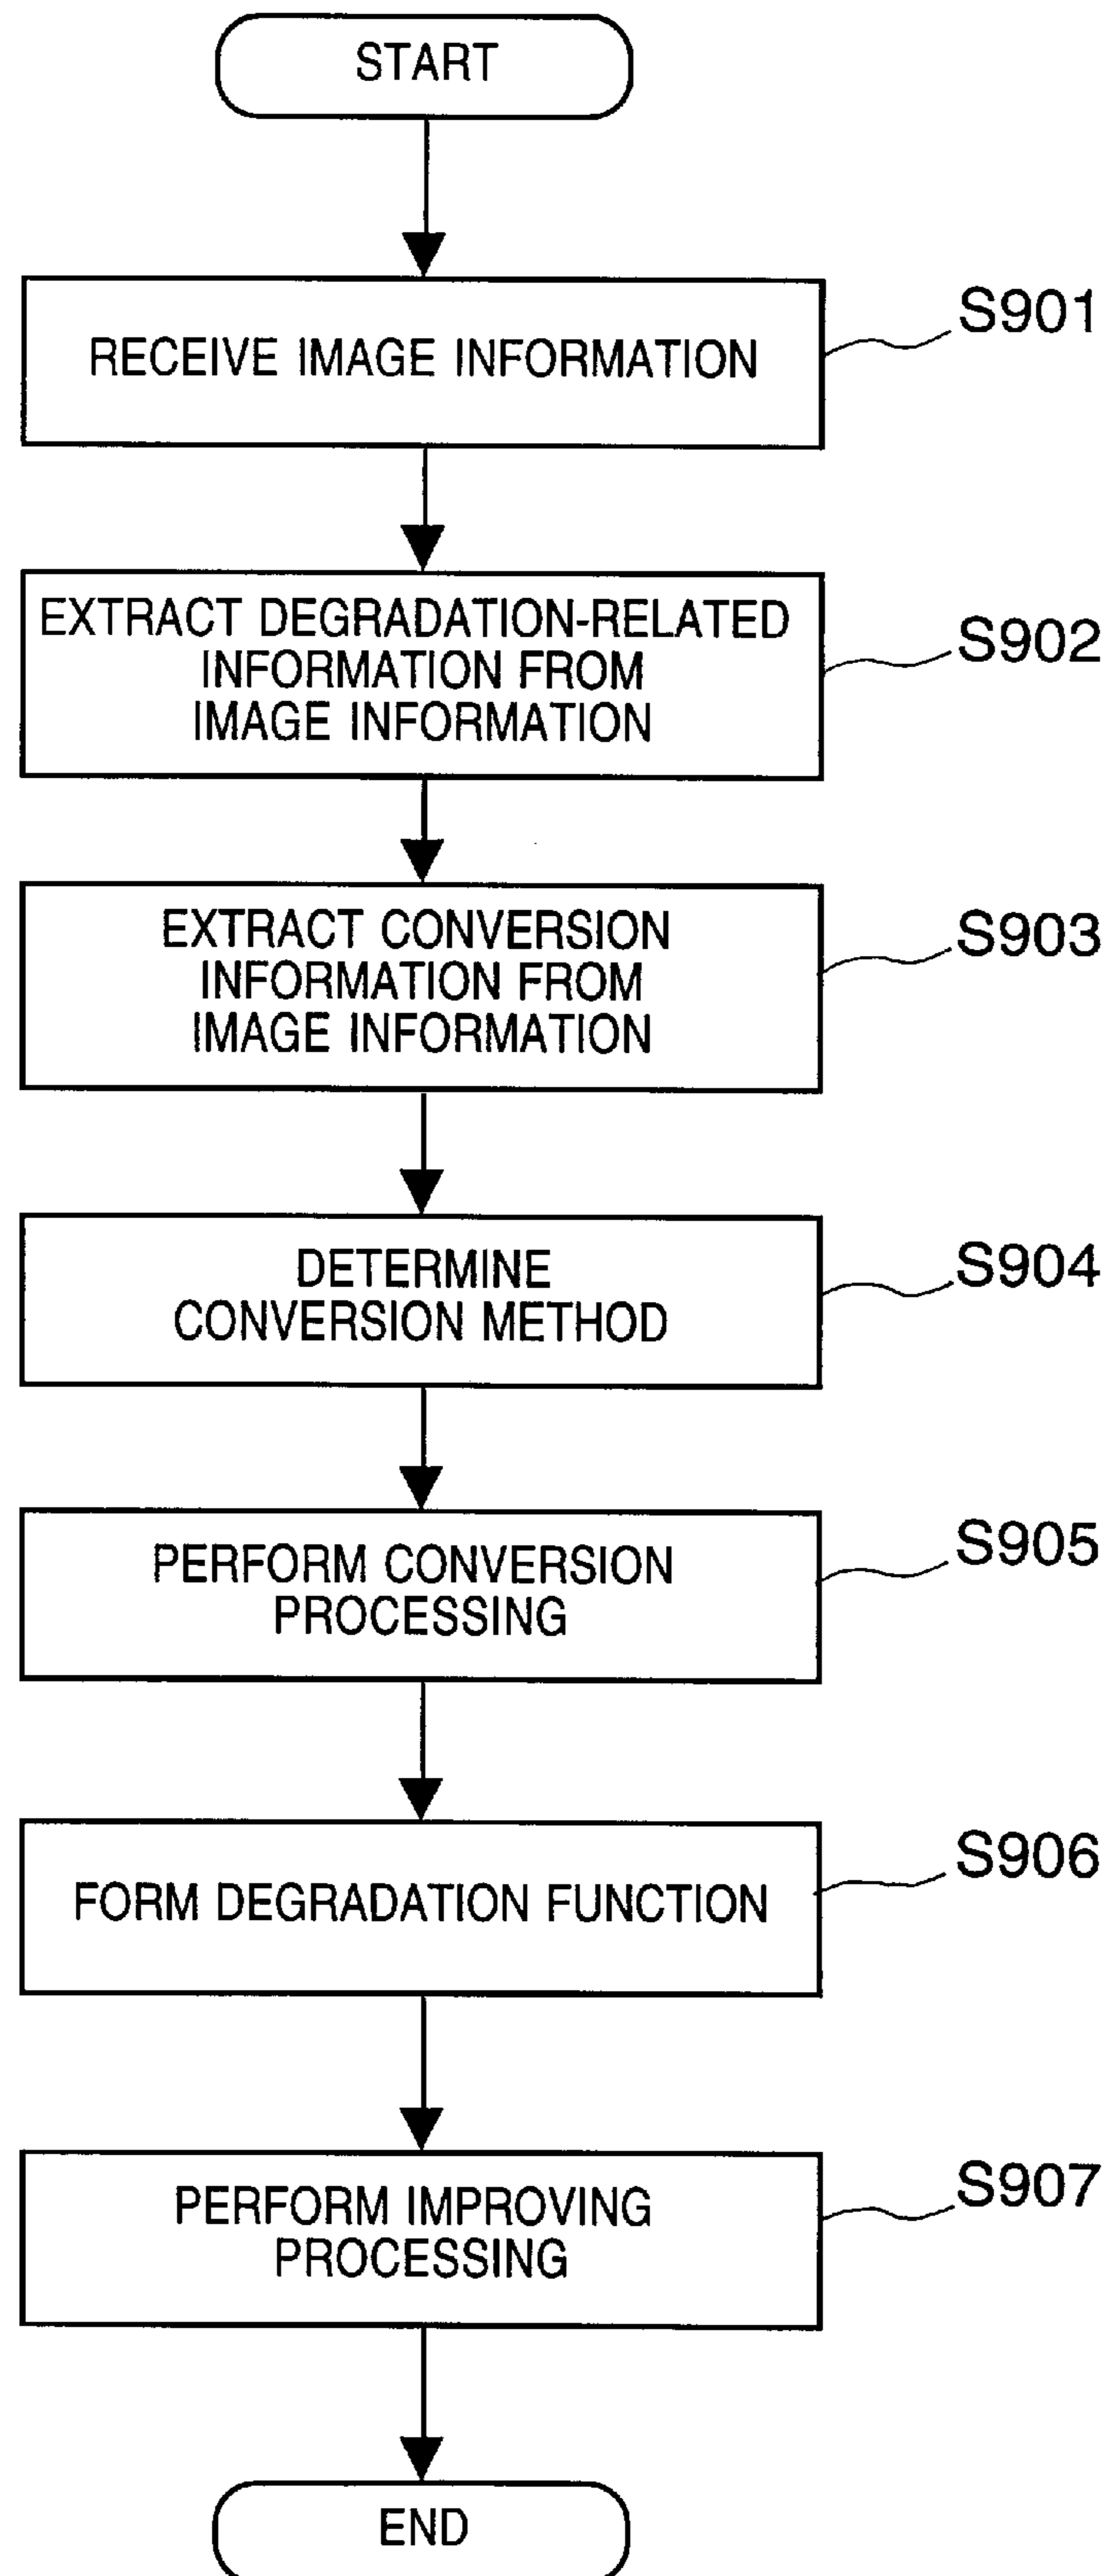 START
RECEIVE IMAGE INFORMATION
S901
EXTRACT DEGRADATION-RELATED
INFORMATION FROM
IMAGE INFORMATION
S902
EXTRACT CONVERSION
INFORMATION FROM
IMAGE INFORMATION
S903
DETERMINE
CONVERSION METHOD
S904
PERFORM CONVERSION
PROCESSING
S905
FORM DEGRADATION FUNCTION
S906
PERFORM IMPROVING
PROCESSING
S907
END